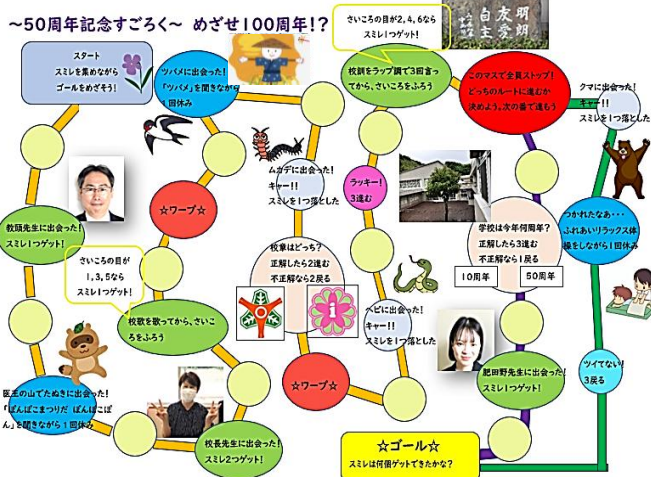 ～50周年記念すごろく～ めざせ100周年!?
スタート
スミレを集めながら
ゴールをめざそう!
ツバメに出会った!
「ツバメ」を聞きながら
1回休み
さいころの目が2,4,6なら
スミレ1つゲット!
明朗
友愛
自主
校訓をラップ調で3回言っ
てから、さいころをふろう
このマスで全員ストップ!
どっちのルートに進むか
決めよう。次の番で進もう
クマに出会った!
キャー!!
スミレを1つ落とした
ムカデに出会った!
キャー!!
スミレを1つ落とした
ラッキー!
3進む
☆ワープ☆
教頭先生に出会った!
スミレ1つゲット!
さいころの目が
1,3,5なら
スミレ1つゲット!
校歌を歌ってから、さいこ
ろをふろう
校章はどっち?
正解したら2進む
不正解なら2戻る
i
学校は今年何周年?
正解したら3進む
不正解なら1戻る
10周年
50周年
つかれたなあ・・・
ふれあいリラックス体
操をしながら1回休み
ヘビに出会った!
キャー!!
スミレを1つ落とした
医王の山でたぬきに出会った!
「ぽんぽこまつりだ ぽんぽこぽ
ん」を聞きながら1回休み
校長先生に出会った!
スミレ2つゲット!
☆ワープ☆
肥田野先生に出会った!
スミレ1つゲット!
ツイてない!
3戻る
☆ゴール☆
スミレは何個ゲットできたかな?